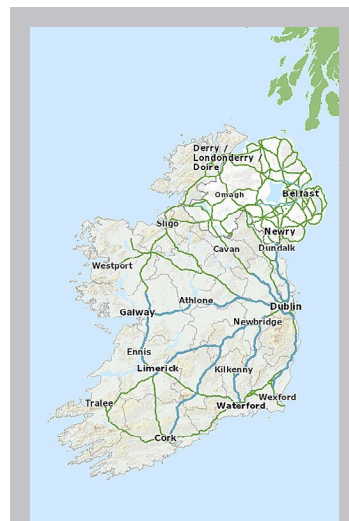 Derry /
Londonderry /
Doire
Omagh
Belfast
Sligo
Newry
Cavan
Dundalk
Westport
Athlone
Dublin
Galway
Newbridge
Ennis
Limerick
Kilkenny
Tralee
Wexford
Waterford
Cork